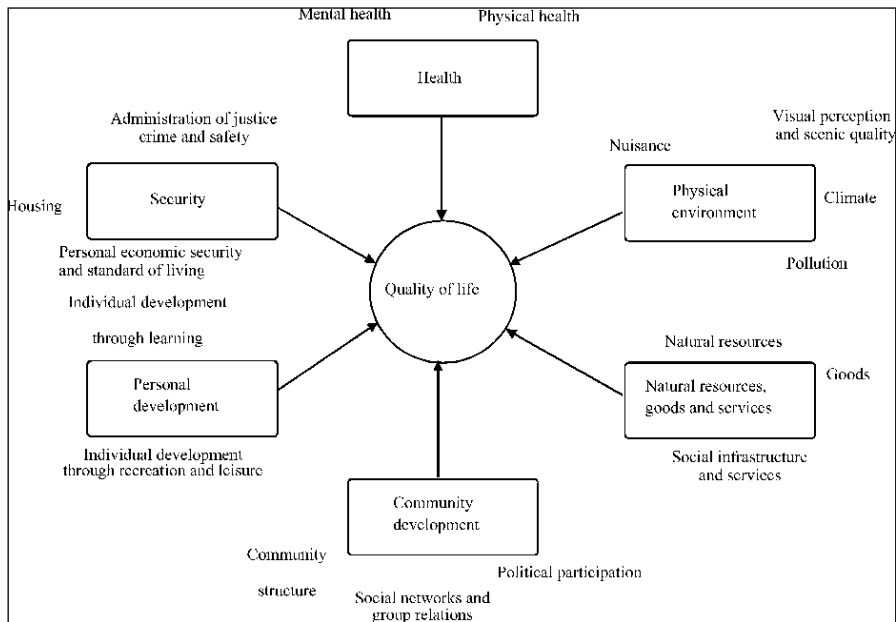 Mental health
Physical health
Health
Administration of justice
crime and safety
Visual perception
and scenic quality
Nuisance
Housing
Security
Physical
environment
Climate
Personal economic security
and standard of living
Pollution
Quality of life
Individual development
through learning
Natural resources
Personal
development
Natural resources,
goods and services
Goods
Individual development
through recreation and leisure
Social infrastructure
and services
Community
development
Community
structure
Political participation
Social networks and
group relations